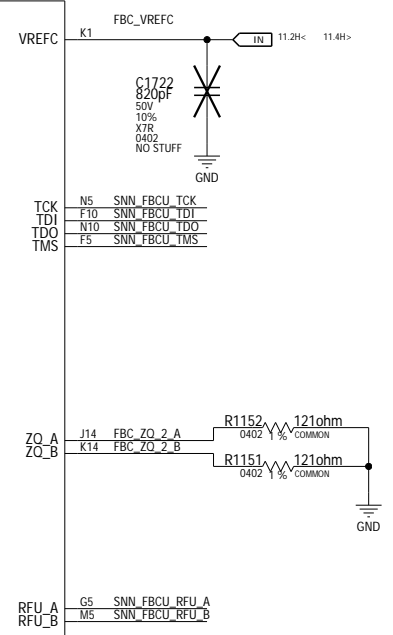 FBC_VREFC
VREFC K1 IN 11.2H< 11.4H>
C1722
820pF
50V
10%
X7R
0402
NO STUFF
GND
TCK N5 SNN_FBCU_TCK
TDI F10 SNN_FBCU_TDI
TDO N10 SNN_FBCU_TDO
TMS F5 SNN_FBCU_TMS
R1152 121ohm
0402 1 % COMMON
ZQ_A J14 FBC_ZQ_2_A
ZQ_B K14 FBC_ZQ_2_B
R1151 121ohm
0402 1 % COMMON
GND
RFU_A G5 SNN_FBCU_RFU_A
RFU_B M5 SNN_FBCU_RFU_B